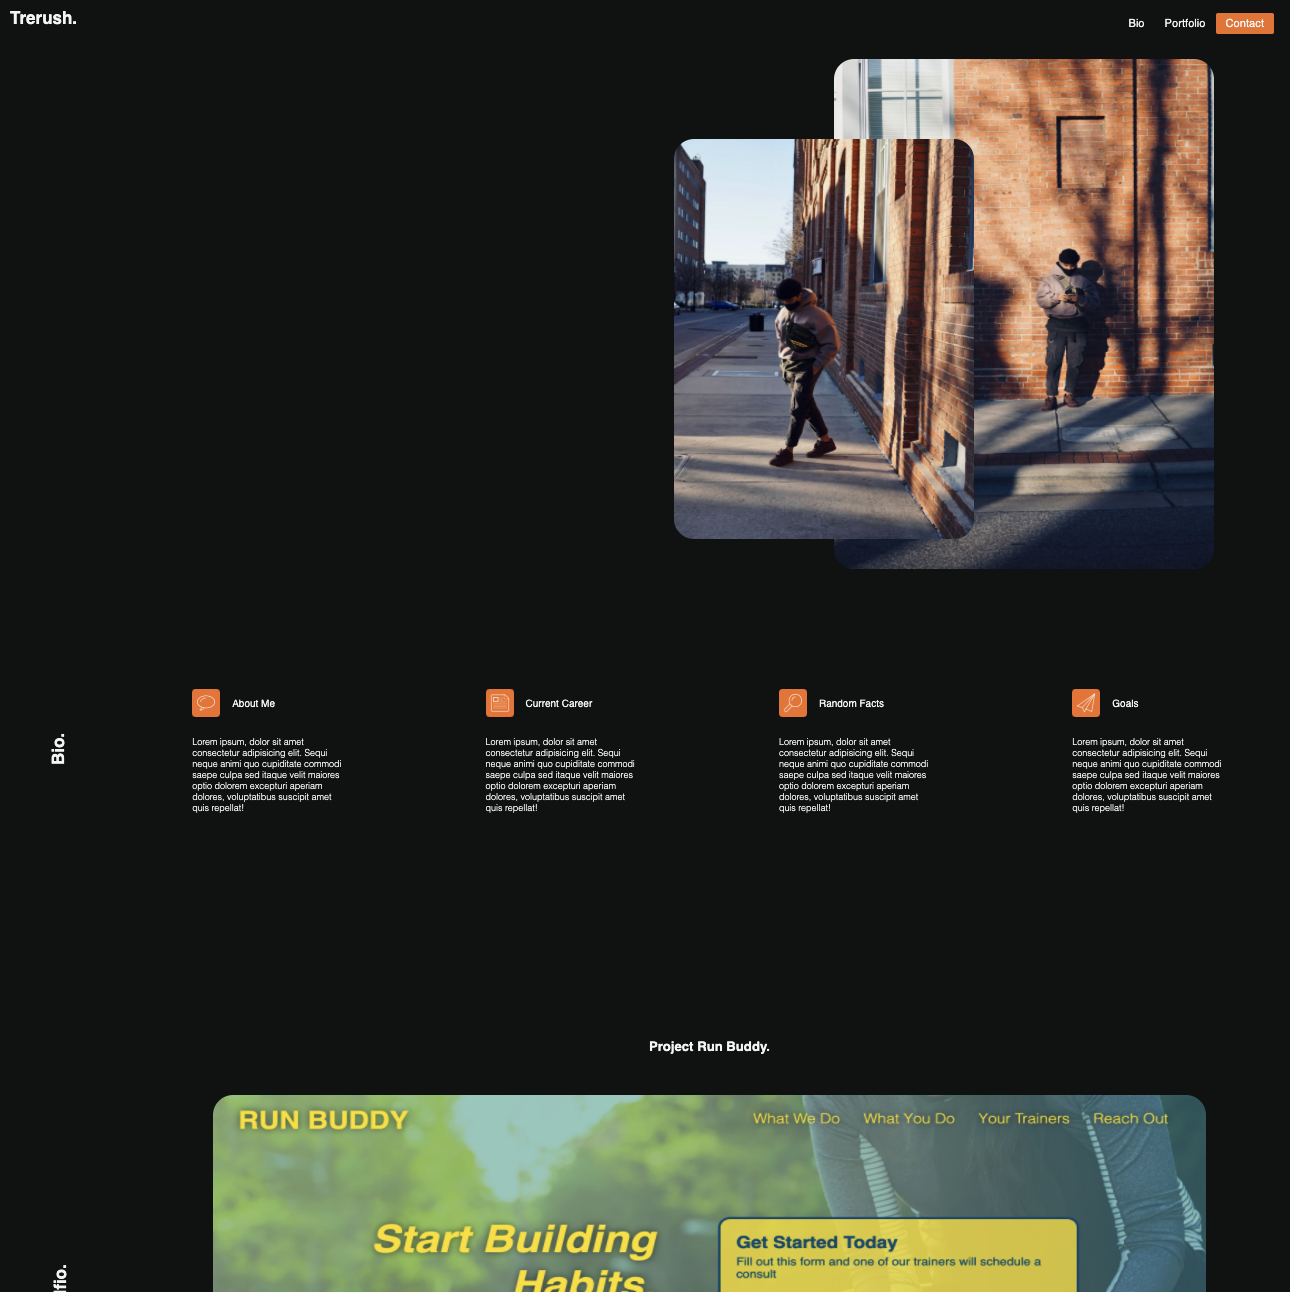 Trerush.
Bio Portfolio Contact
About Me
Lorem ipsum, dolor sit amet
consectetur adipisicing elit. Sequi
neque animi quo cupiditate commodi
saepe culpa sed itaque velit maiores
optio dolorem excepturi aperiam
dolores, voluptatibus suscipit amet
quis repellat!
Current Career
Lorem ipsum, dolor sit amet
consectetur adipisicing elit. Sequi
neque animi quo cupiditate commodi
saepe culpa sed itaque velit maiores
optio dolorem excepturi aperiam
dolores, voluptatibus suscipit amet
quis repellat!
Random Facts
Lorem ipsum, dolor sit amet
consectetur adipisicing elit. Sequi
neque animi quo cupiditate commodi
saepe culpa sed itaque velit maiores
optio dolorem excepturi aperiam
dolores, voluptatibus suscipit amet
quis repellat!
Goals
Lorem ipsum, dolor sit amet
consectetur adipisicing elit. Sequi
neque animi quo cupiditate commodi
saepe culpa sed itaque velit maiores
optio dolorem excepturi aperiam
dolores, voluptatibus suscipit amet
quis repellat!
Bio.
Project Run Buddy.
RUN BUDDY
What We Do What You Do Your Trainers Reach Out
Start Building
Habits
Get Started Today
Fill out this form and one of our trainers will schedule a
consult